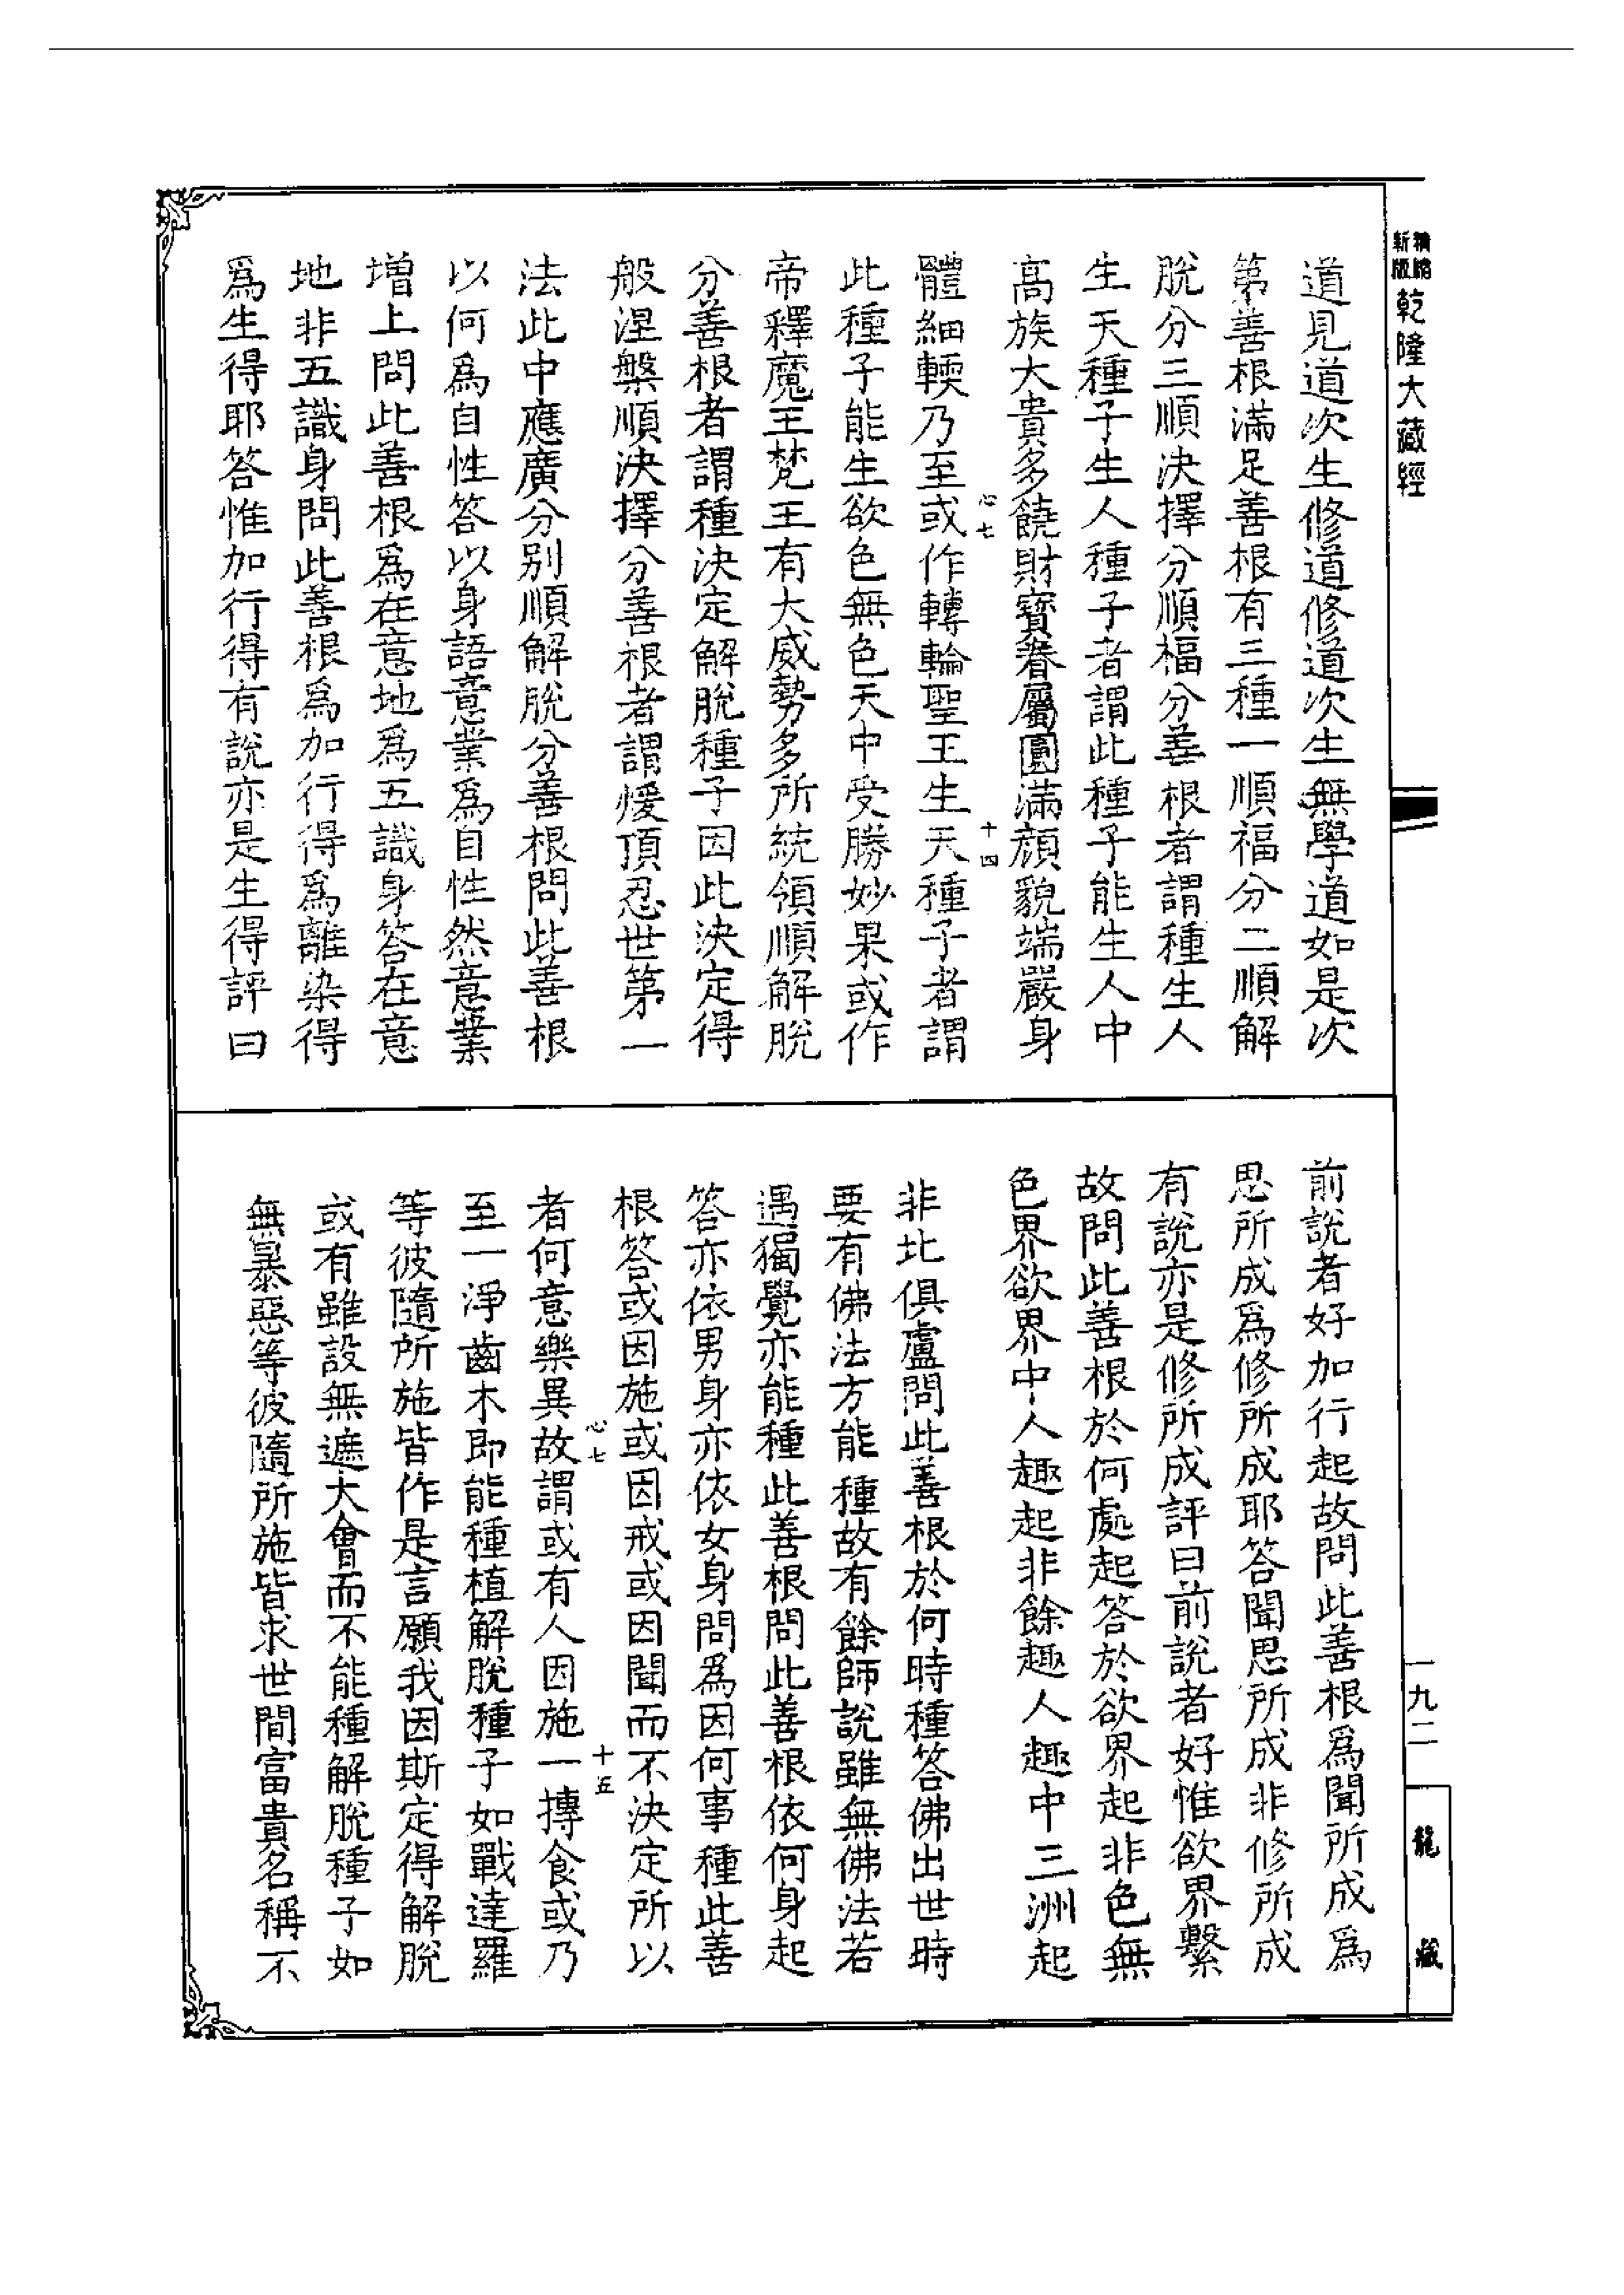 精縮
新版
乾隆大藏經
道見道次生修道修道次生無學道如是次
第善根滿足善根有三種一順福分二順解
脫分三順決擇分順福分善根者謂種生人
生天種子生人種子者謂此種子能生人中
高族大貴多饒財寶眷屬圓滿顏貌端嚴身
心七
十四
體細輭乃至或作轉輪聖王生天種子者謂
此種子能生欲色無色天中受勝妙果或作
帝釋魔王梵王有大威勢多所統領順解脫
分善根者謂種決定解脫種子因此決定得
般涅槃順決擇分善根者謂煖頂忍世第一
法此中應廣分別順解脫分善根問此善根
以何爲自性答以身語意業爲自性然意業
增上問此善根爲在意地爲五識身答在意
地非五識身問此善根爲加行得爲離染得
爲生得耶答惟加行得有說亦是生得評曰
前說者好加行起故問此善根爲聞所成爲
思所成爲修所成耶答聞思所成非修所成
有說亦是修所成評曰前說者好惟欲界繫
故問此善根於何處起答於欲界起非色無
色界欲界中人趣起非餘趣人趣中三洲起
非北俱盧問此善根於何時種答佛出世時
要有佛法方能種故有餘師說雖無佛法若
遇獨覺亦能種此善根問此善根依何身起
答亦依男身亦依女身問爲因何事種此善
根答或因施或因戒或因聞而不決定所以
心七
十五
者何意樂異故謂或有人因施一摶食或乃
至一淨齒木即能種植解脫種子如戰達羅
等彼隨所施皆作是言願我因斯定得解脫
或有雖設無遮大會而不能種解脫種子如
無暴惡等彼隨所施皆求世間富貴名稱不
一九二
龍藏